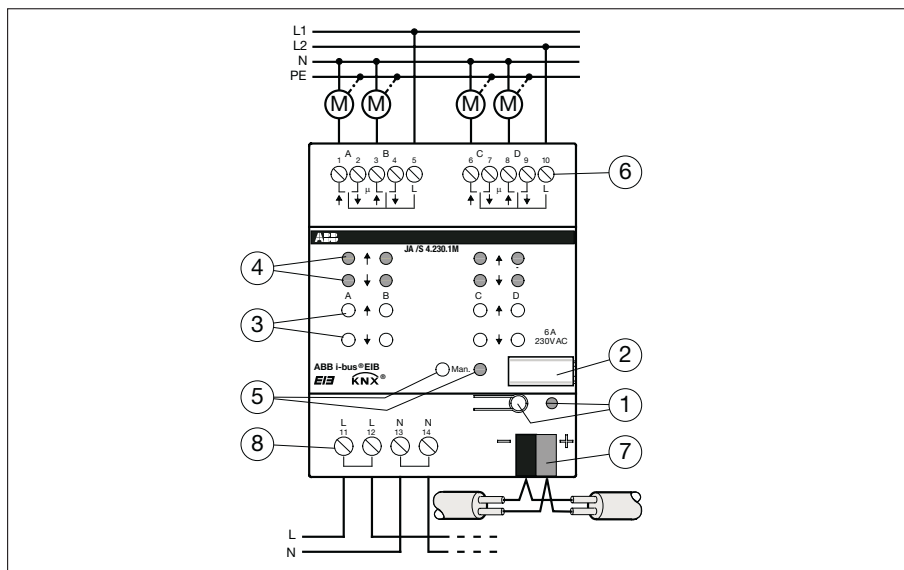 L1
L2
N
PE
M M M M
A B C D
1 2 3 4 5 6 7 8 9 10
6
µ L µ L
ABB
JA /S 4.230.1M
4
A B C D
3
6A
230VAC
2
ABB i-bus® EIB
Man.
EIB KNX®
5
1
L L N N
11 12 13 14
8
− +
7
L
N